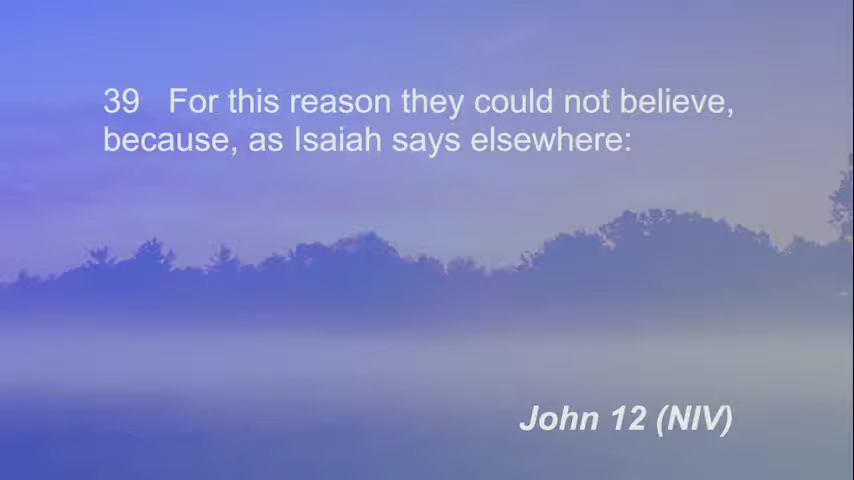 39 For this reason they could not believe,
because, as Isaiah says elsewhere:
John 12 (NIV)